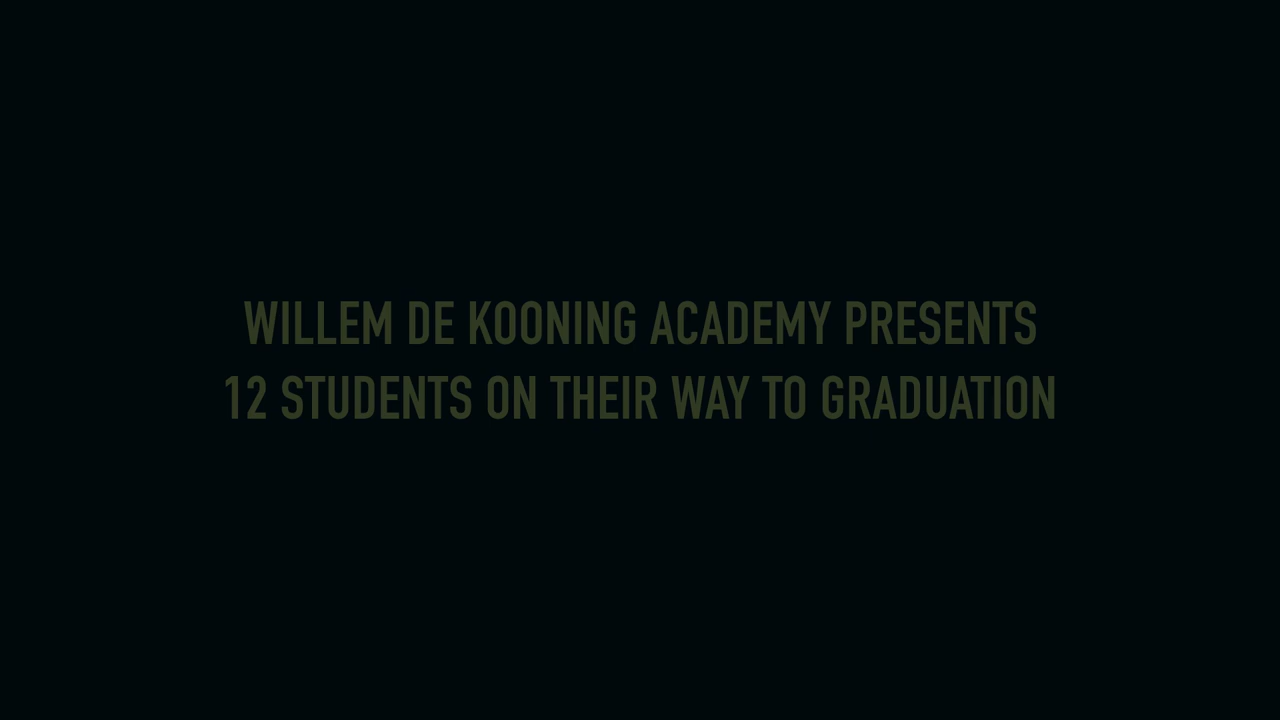 WILLEM DE KOONING ACADEMY PRESENTS
12 STUDENTS ON THEIR WAY TO GRADUATION